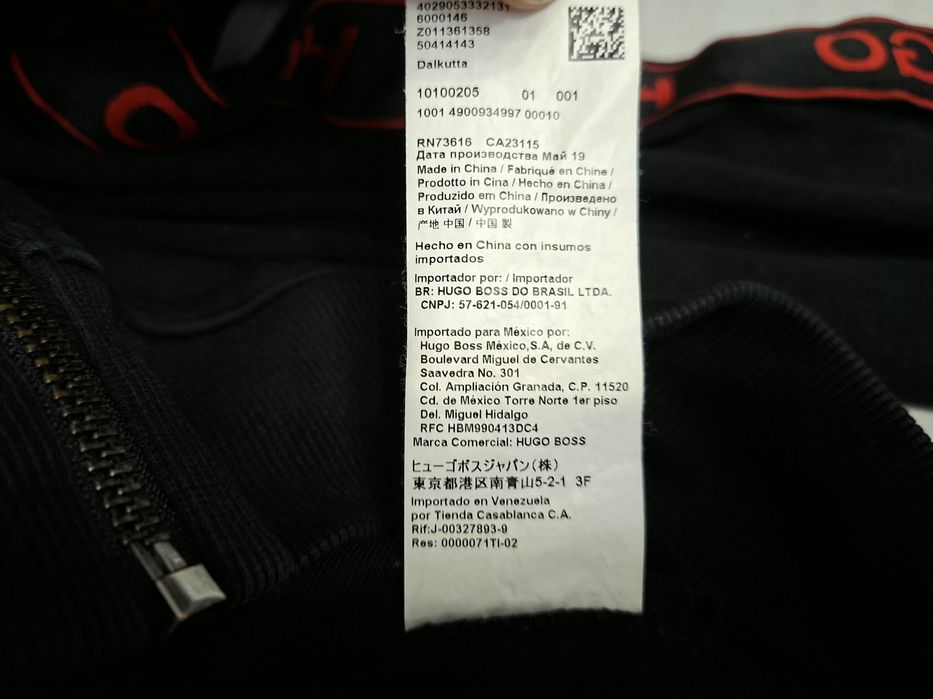 4029053332131
6000146
Z011361358
50414143
Dalkutta
10100205 01 001
1001 4900934997 00010
RN73616 CA23115
Дата производства Май 19
Made in China / Fabriqué en Chine /
Prodotto in Cina / Hecho en China /
Produzido em China / Произведено
в Китай / Wyprodukowano w Chiny /
产地 中国 / 中国 製
Hecho en China con insumos
importados
Importador por: / Importador
BR: HUGO BOSS DO BRASIL LTDA.
CNPJ: 57-621-054/0001-91
Importado para México por:
Hugo Boss México,S.A, de C.V.
Boulevard Miguel de Cervantes
Saavedra No. 301
Col. Ampliación Granada, C.P. 11520
Cd. de México Torre Norte 1er piso
Del. Miguel Hidalgo
RFC HBM990413DC4
Marca Comercial: HUGO BOSS
ヒューゴボスジャパン(株)
東京都港区南青山5-2-1 3F
Importado en Venezuela
por Tienda Casablanca C.A.
Rif:J-00327893-9
Res: 0000071TI-02